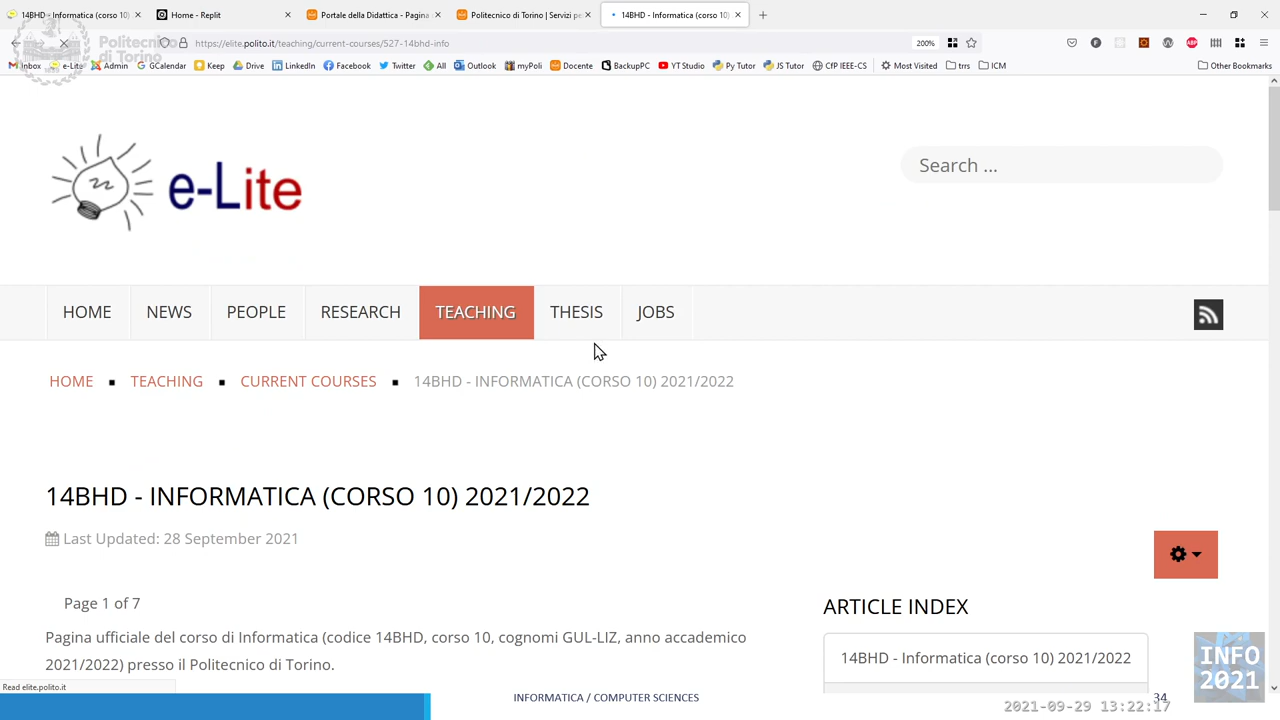 14BHD - Informatica (corso 10)
Home - Replit
Portale della Didattica - Pagina
Politecnico di Torino | Servizi pe
14BHD - Informatica (corso 10)
Politecnico
di Torino
https://elite.polito.it/teaching/current-courses/527-14bhd-info
200%
Inbox
e-Lite
Admin
GCalendar
Keep
Drive
LinkedIn
Facebook
Twitter
All
Outlook
myPoli
Docente
BackupPC
YT Studio
Py Tutor
JS Tutor
CfP IEEE-CS
Most Visited
trrs
ICM
Other Bookmarks
e-Lite
Search ...
HOME
NEWS
PEOPLE
RESEARCH
TEACHING
THESIS
JOBS
HOME ■ TEACHING ■ CURRENT COURSES ■ 14BHD - INFORMATICA (CORSO 10) 2021/2022
14BHD - INFORMATICA (CORSO 10) 2021/2022
Last Updated: 28 September 2021
Page 1 of 7
Pagina ufficiale del corso di Informatica (codice 14BHD, corso 10, cognomi GUL-LIZ, anno accademico
2021/2022) presso il Politecnico di Torino.
ARTICLE INDEX
14BHD - Informatica (corso 10) 2021/2022
INFO
2021
Read elite.polito.it
INFORMATICA / COMPUTER SCIENCES
34
2021-09-29 13:22:17